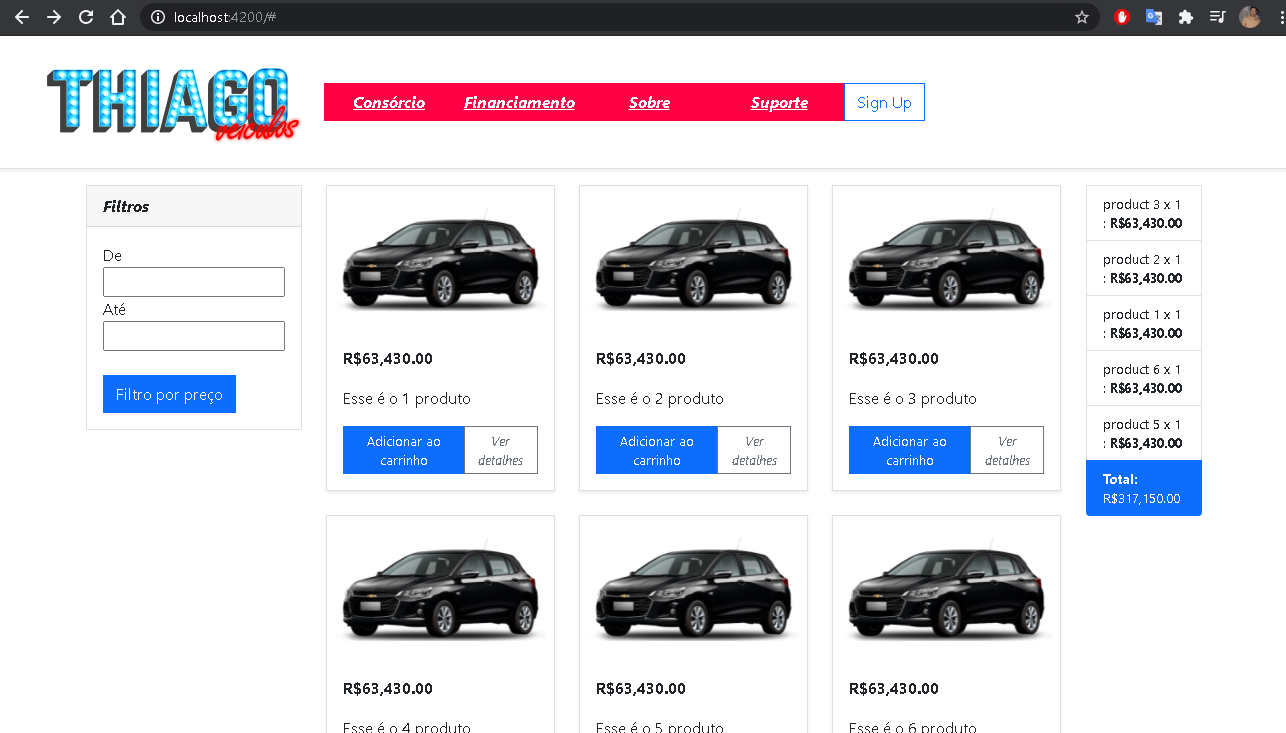 localhost:4200/#
THIAGO
veículos
Consórcio Financiamento Sobre Suporte Sign Up
Filtros
De
Até
Filtro por preço
R$63,430.00
Esse é o 1 produto
Adicionar ao
carrinho
Ver
detalhes
R$63,430.00
Esse é o 2 produto
Adicionar ao
carrinho
Ver
detalhes
R$63,430.00
Esse é o 3 produto
Adicionar ao
carrinho
Ver
detalhes
R$63,430.00
Esse é o 4 produto
R$63,430.00
Esse é o 5 produto
R$63,430.00
Esse é o 6 produto
product 3 x 1
: R$63,430.00
product 2 x 1
: R$63,430.00
product 1 x 1
: R$63,430.00
product 6 x 1
: R$63,430.00
product 5 x 1
: R$63,430.00
Total:
R$317,150.00